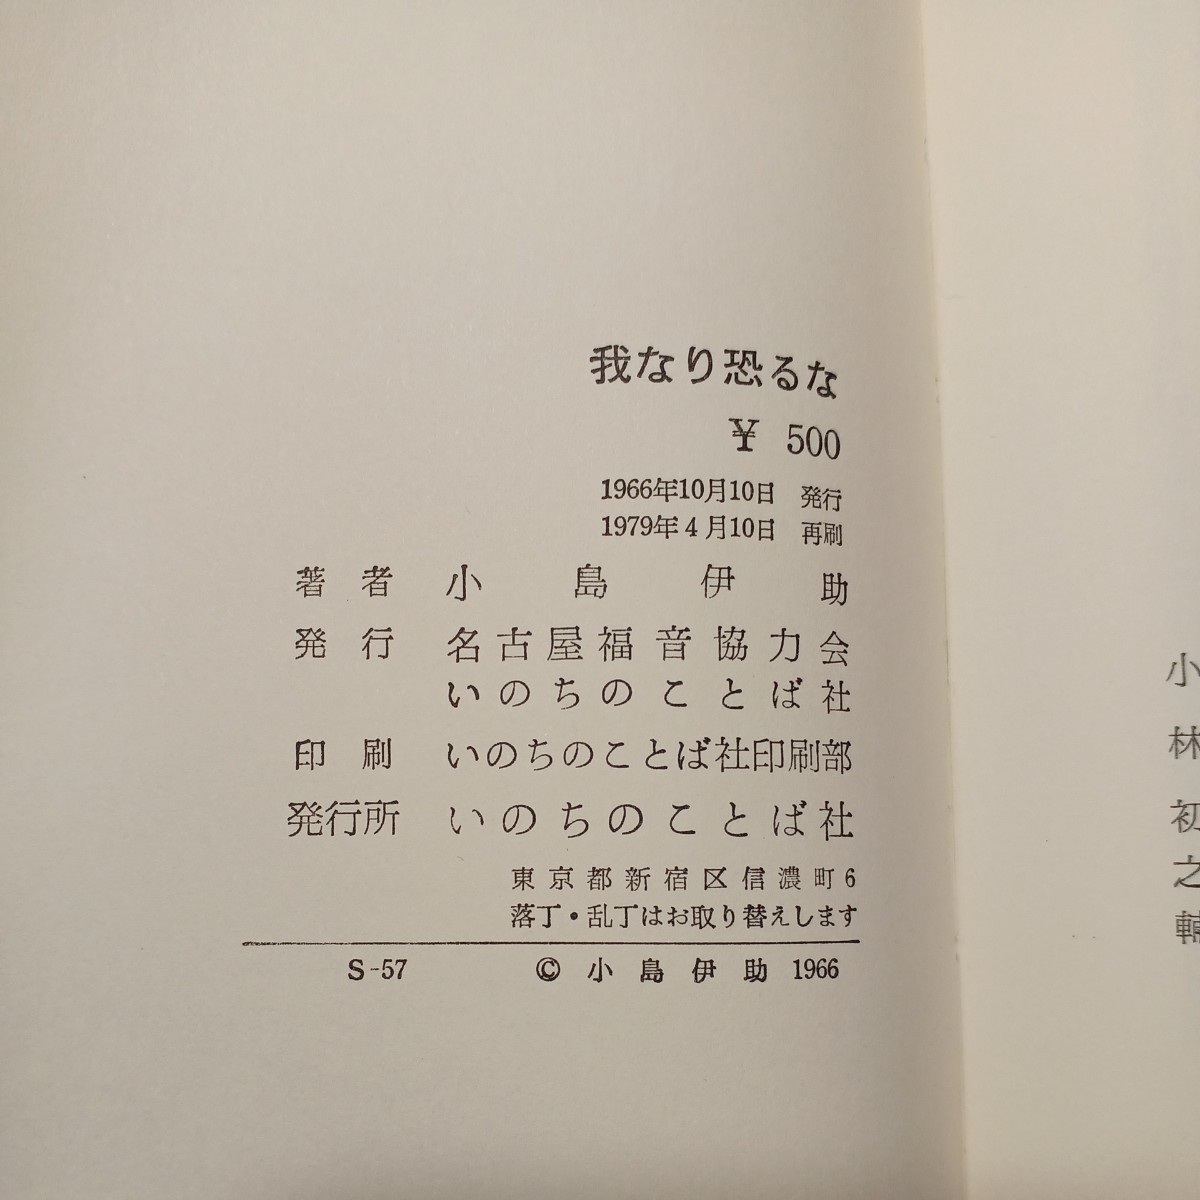 我なり恐るな
¥ 500
1966年10月10日 発行
1979年4月10日 再刷
著者 小島伊助
発行 名古屋福音協力会
いのちのことば社
印刷 いのちのことば社印刷部
発行所 いのちのことば社
東京都新宿区信濃町6
落丁・乱丁はお取り替えします
S-57 © 小島伊助 1966
小林初之輔